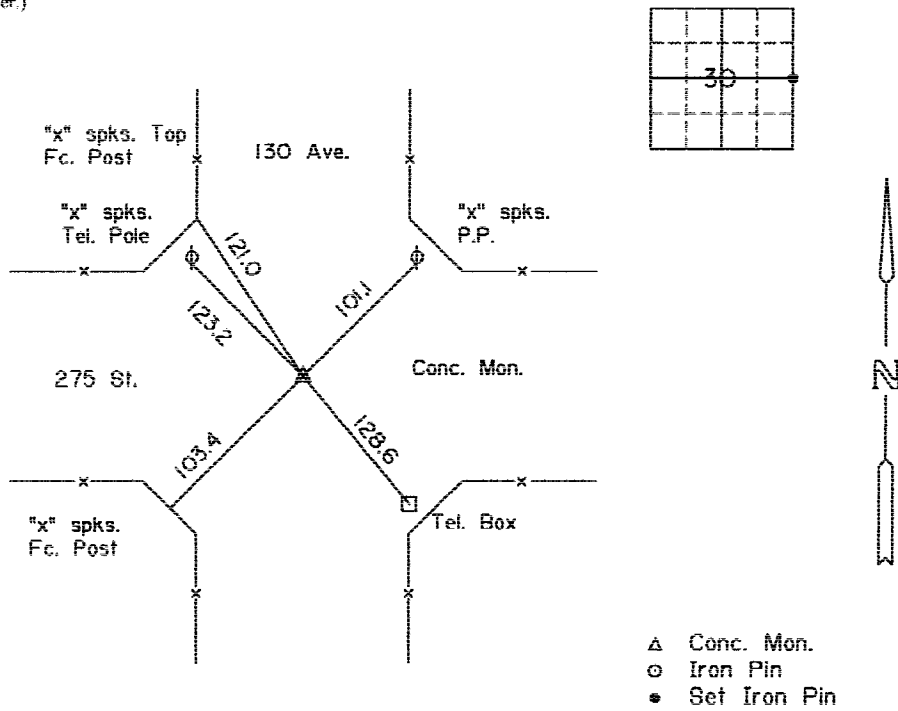 er.)
30
"x" spks. Top
Fc. Post
130 Ave.
"x" spks.
Tel. Pole
"x" spks.
P.P.
121.0
123.2
101.1
275 St.
Conc. Mon.
N
103.4
128.6
"x" spks.
Fc. Post
Tel. Box
Conc. Mon.
Iron Pin
Set Iron Pin